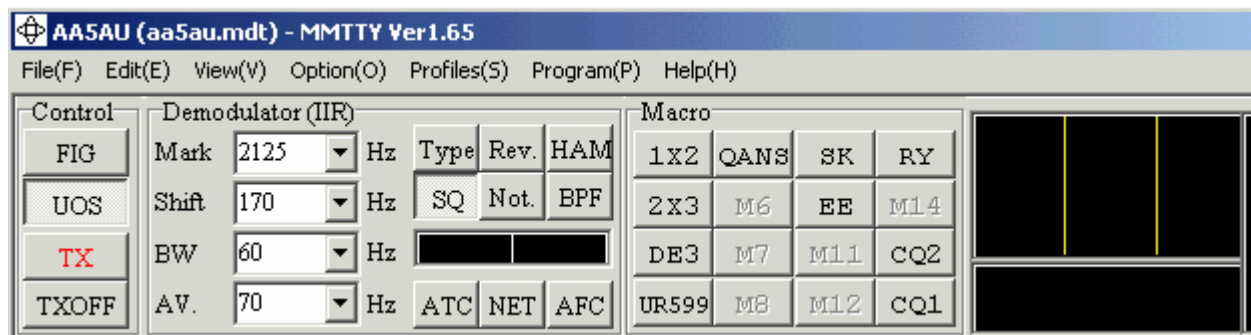 AA5AU (aa5au.mdt) - MMTTY Ver1.65
File(F) Edit(E) View(V) Option(O) Profiles(S) Program(P) Help(H)
Control Demodulator (IIR) Macro
FIG Mark 2125 Hz Type Rev. HAM 1X2 QANS SK RY
UOS Shift 170 Hz SQ Not. BPF 2X3 M6 EE M14
TX BW 60 Hz DE3 M7 M11 CQ2
TXOFF AV. 70 Hz ATC NET AFC UR599 M8 M12 CQ1